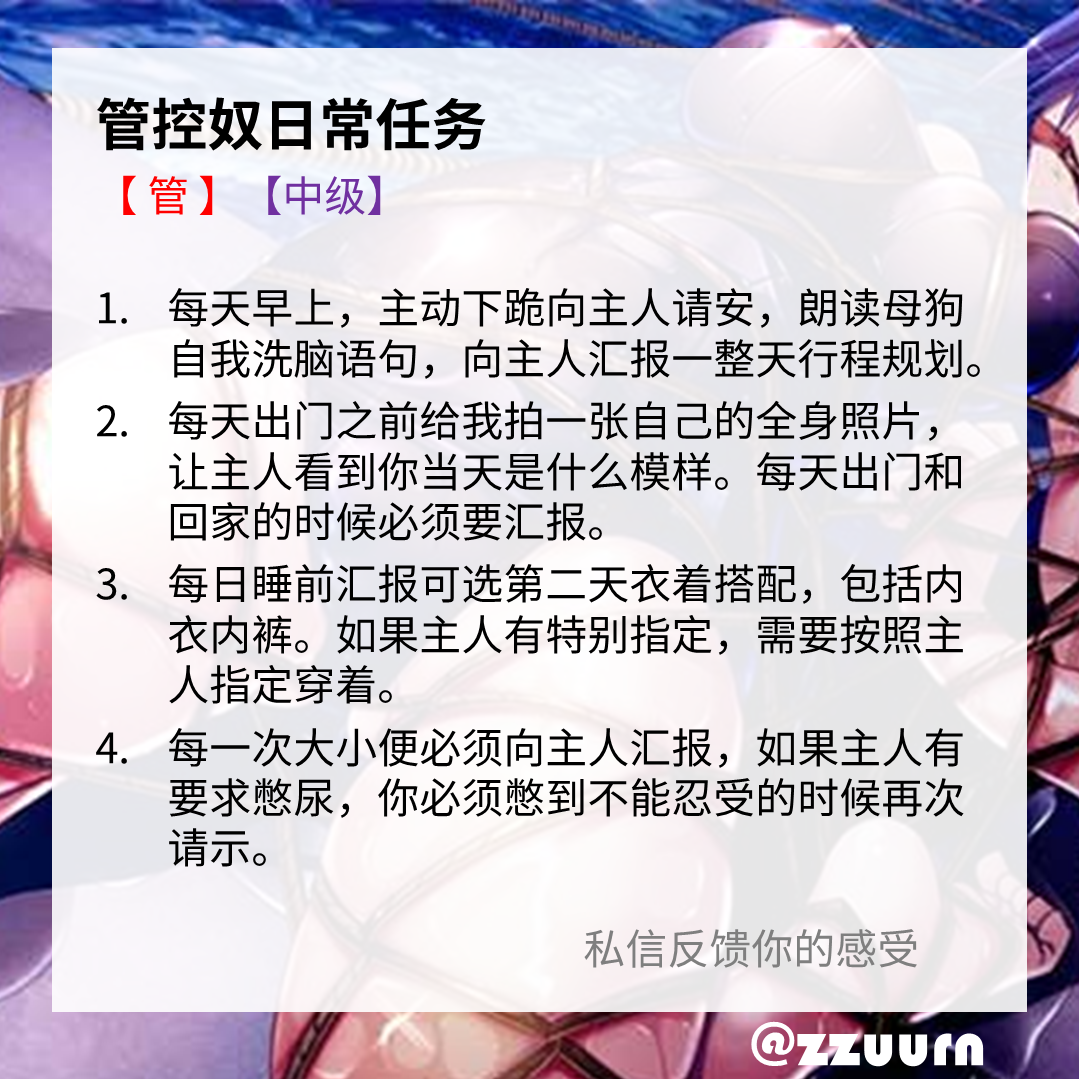 管控奴日常任务
【管】【中级】
1. 每天早上，主动下跪向主人请安，朗读母狗
自我洗脑语句，向主人汇报一整天行程规划。
2. 每天出门之前给我拍一张自己的全身照片，
让主人看到你当天是什么模样。每天出门和
回家的时候必须要汇报。
3. 每日睡前汇报可选第二天衣着搭配，包括内
衣内裤。如果主人有特别指定，需要按照主
人指定穿着。
4. 每一次大小便必须向主人汇报，如果主人有
要求憋尿，你必须憋到不能忍受的时候再次
请示。
私信反馈你的感受
@zzuurn